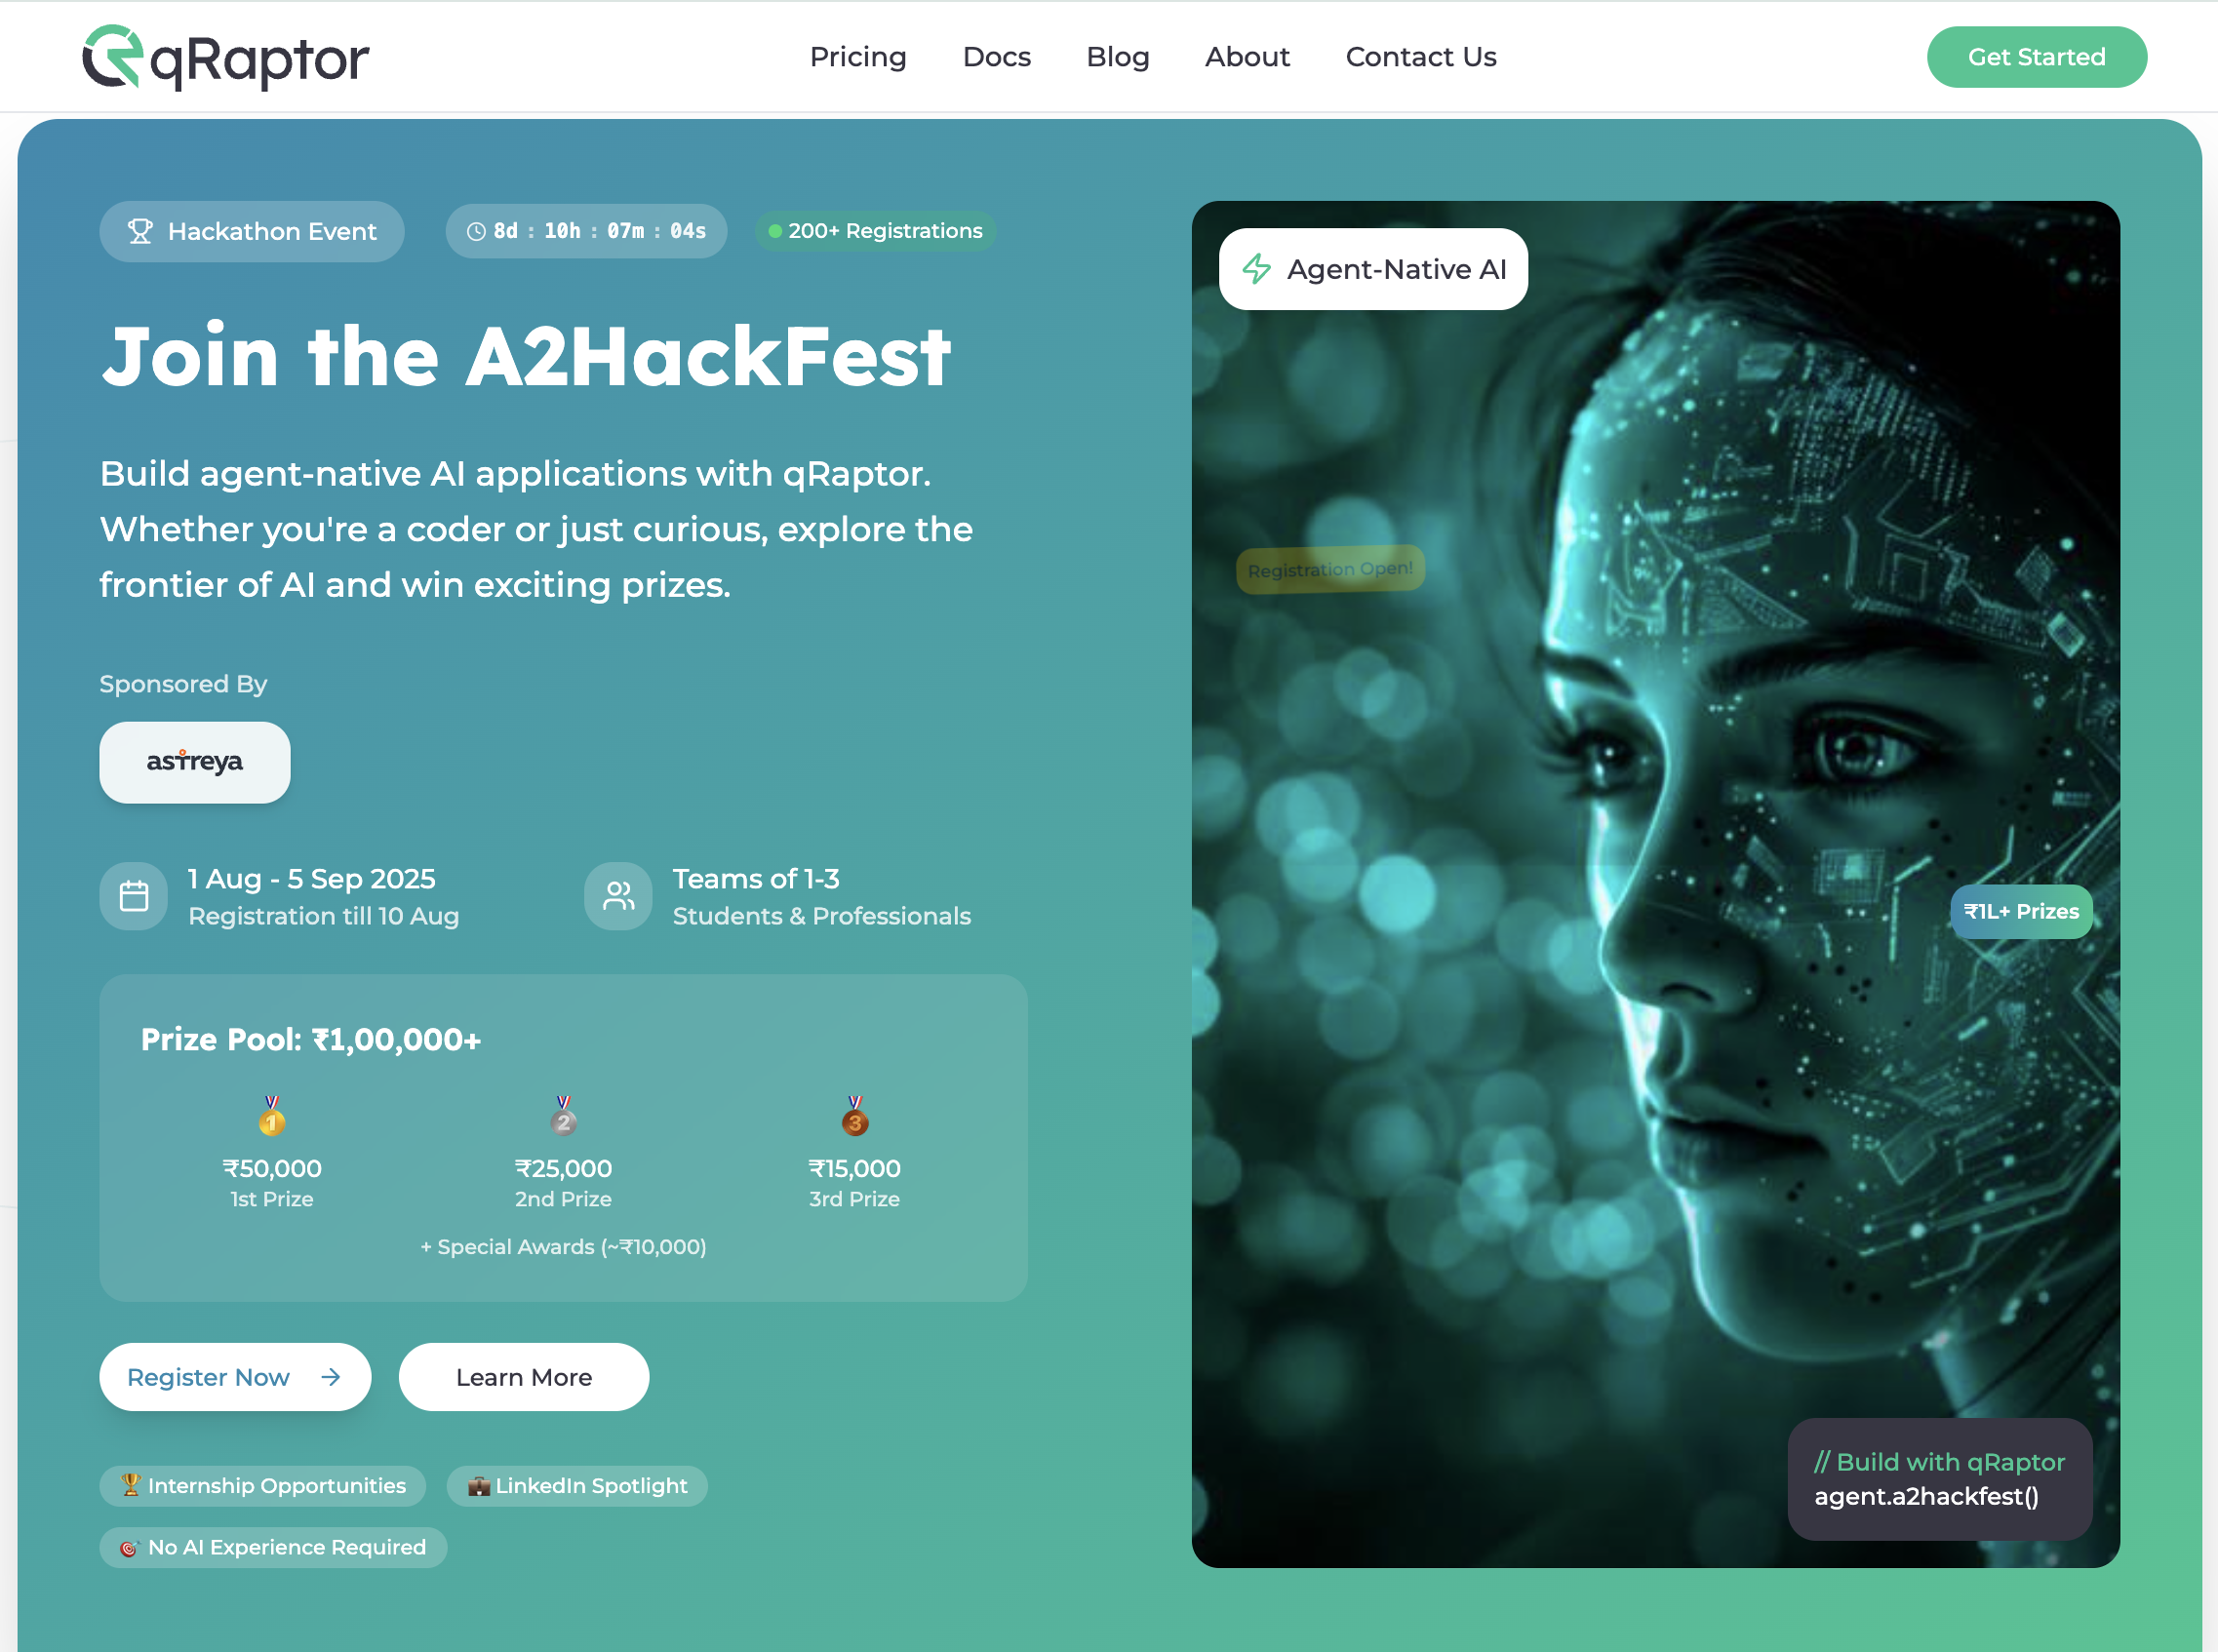 qRaptor
Pricing
Docs
Blog
About
Contact Us
Get Started
Hackathon Event
8d : 10h : 07m : 04s
200+ Registrations
Join the A2HackFest
Build agent-native AI applications with qRaptor.
Whether you're a coder or just curious, explore the
frontier of AI and win exciting prizes.
Sponsored By
astreya
1 Aug - 5 Sep 2025
Registration till 10 Aug
Teams of 1-3
Students & Professionals
Prize Pool: ₹1,00,000+
1
2
3
₹50,000
₹25,000
₹15,000
1st Prize
2nd Prize
3rd Prize
+ Special Awards (~₹10,000)
Register Now →
Learn More
🏆 Internship Opportunities
💼 LinkedIn Spotlight
🎯 No AI Experience Required
Agent-Native AI
Registration Open!
₹1L+ Prizes
// Build with qRaptor
agent.a2hackfest()